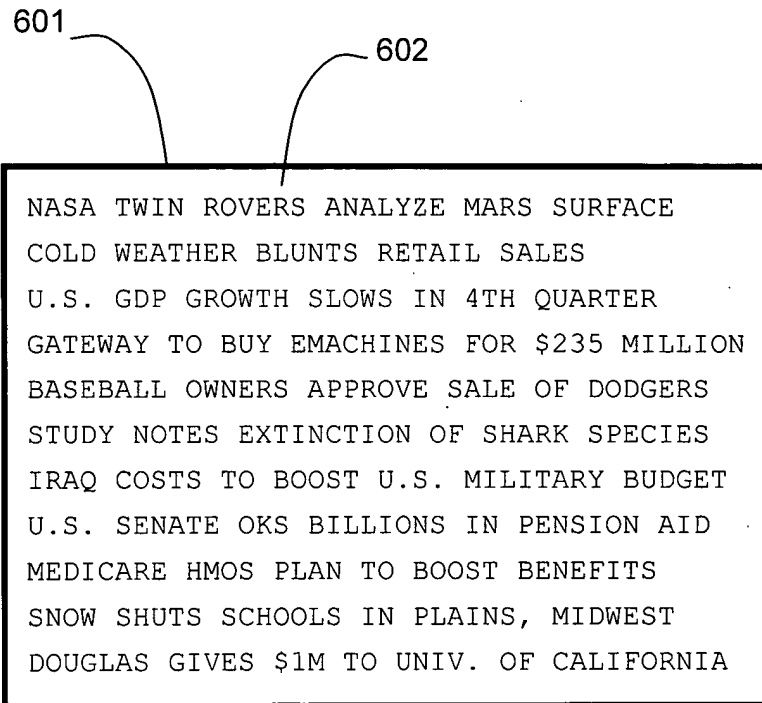 601
602
NASA TWIN ROVERS ANALYZE MARS SURFACE
COLD WEATHER BLUNTS RETAIL SALES
U.S. GDP GROWTH SLOWS IN 4TH QUARTER
GATEWAY TO BUY EMACHINES FOR $235 MILLION
BASEBALL OWNERS APPROVE SALE OF DODGERS
STUDY NOTES EXTINCTION OF SHARK SPECIES
IRAQ COSTS TO BOOST U.S. MILITARY BUDGET
U.S. SENATE OKS BILLIONS IN PENSION AID
MEDICARE HMOS PLAN TO BOOST BENEFITS
SNOW SHUTS SCHOOLS IN PLAINS, MIDWEST
DOUGLAS GIVES $1M TO UNIV. OF CALIFORNIA